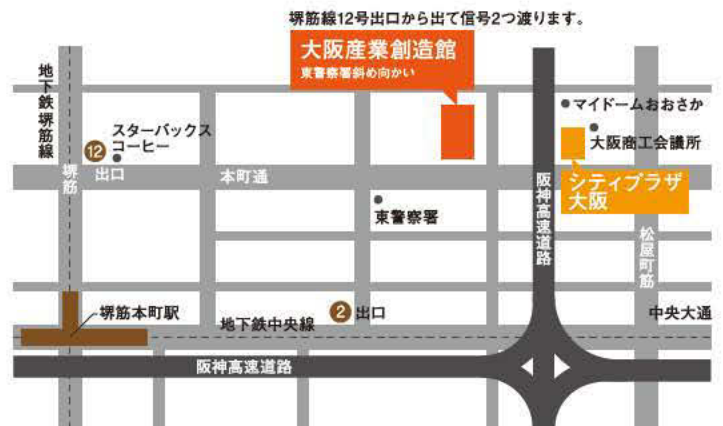 堺筋線12号出口から出て信号2つ渡ります。
大阪産業創造館
東警察署斜め向かい
地下鉄堺筋線
マイドームおおさか
スターバックス
コーヒー
大阪商工会議所
12
出口
堺筋
本町通
シティプラザ
大阪
阪神高速道路
東警察署
松屋町筋
堺筋本町駅
地下鉄中央線
2
出口
中央大通
阪神高速道路